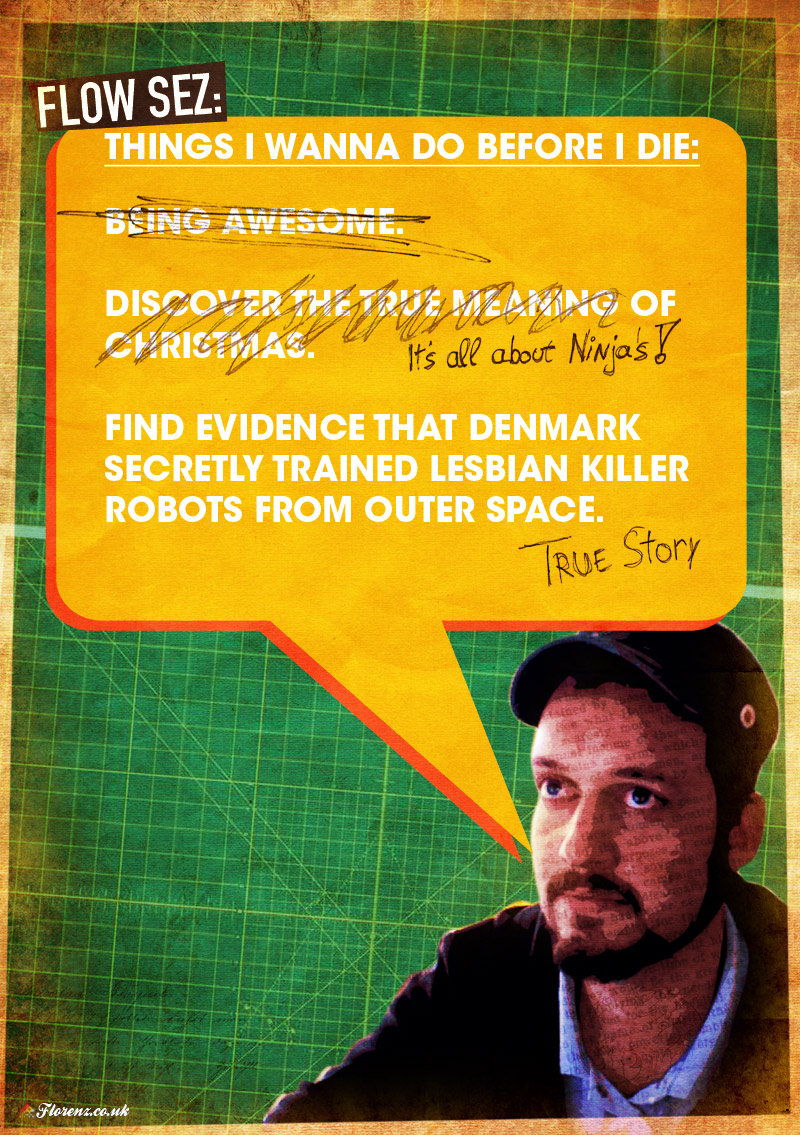 FLOW SEZ:
THINGS I WANNA DO BEFORE I DIE:
BEING AWESOME.
DISCOVER THE TRUE MEANING OF
CHRISTMAS.
It's all about Ninja's!
FIND EVIDENCE THAT DENMARK
SECRETLY TRAINED LESBIAN KILLER
ROBOTS FROM OUTER SPACE.
TRUE STORY
Florenz.co.uk